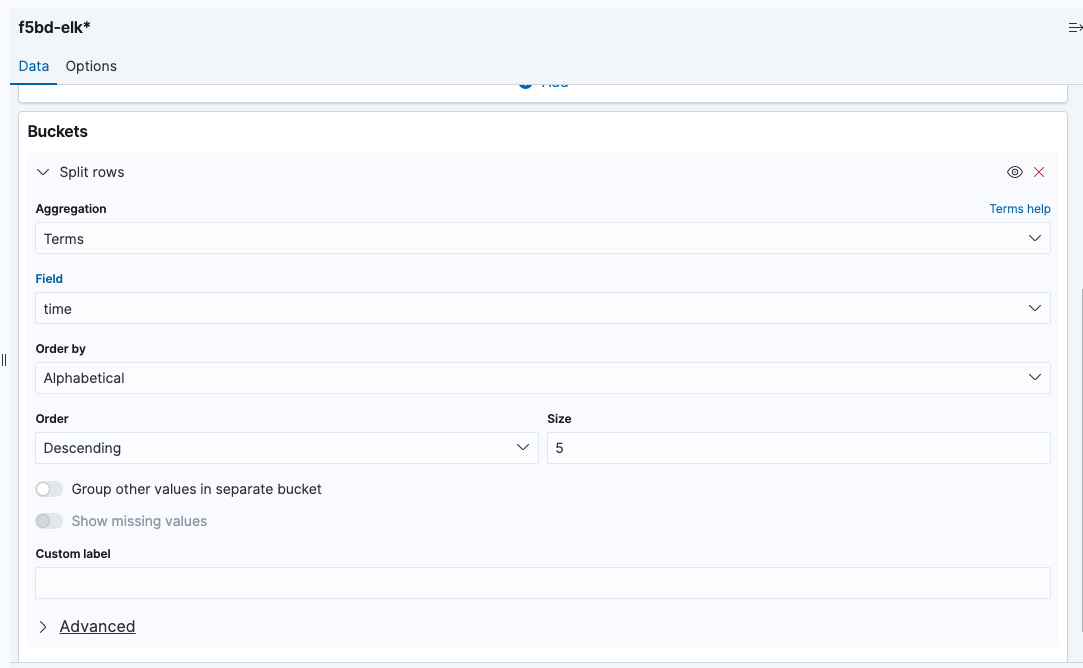 f5bd-elk*
Data Options
Add
Buckets
Split rows
Aggregation Terms help
Terms
Field
time
Order by
Alphabetical
Order Size
Descending 5
Group other values in separate bucket
Show missing values
Custom label
Advanced